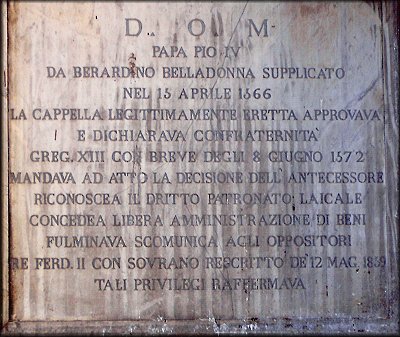 D. O. M.
PAPA PIO IV
DA BERARDINO BELLADONNA SUPPLICATO
NEL 15 APRILE 1566
LA CAPPELLA LEGITTIMAMENTE ERETTA APPROVAVA
E DICHIARAVA CONFRATERNITA'
GREG. XIII CON BREVE DEGLI 8 GIUGNO 1572
MANDAVA AD ATTO LA DECISIONE DELL'ANTECESSORE
RICONOSCEA IL DRITTO PATRONATO LAICALE
CONCEDEA LIBERA AMMINISTRAZIONE DI BENI
FULMINAVA SCOMUNICA AGLI OPPOSITORI
RE FERD. II CON SOVRANO RESCRITTO DE' 12 MAG. 1859
TALI PRIVILEGI RAFFERMAVA